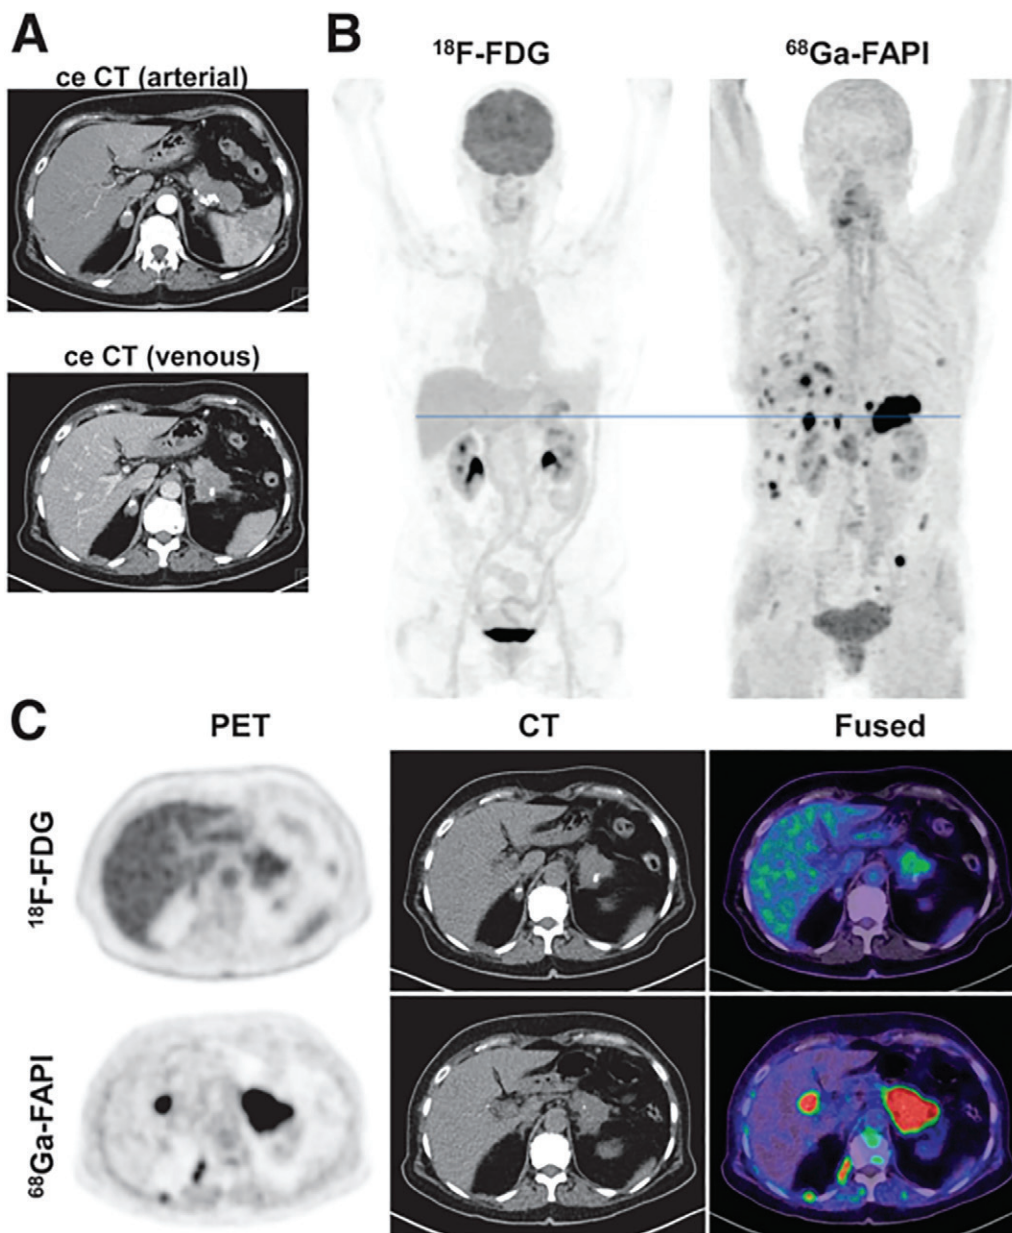 A
ce CT (arterial)
ce CT (venous)
B
¹⁸F-FDG
⁶⁸Ga-FAPI
C
PET
CT
Fused
¹⁸F-FDG
⁶⁸Ga-FAPI